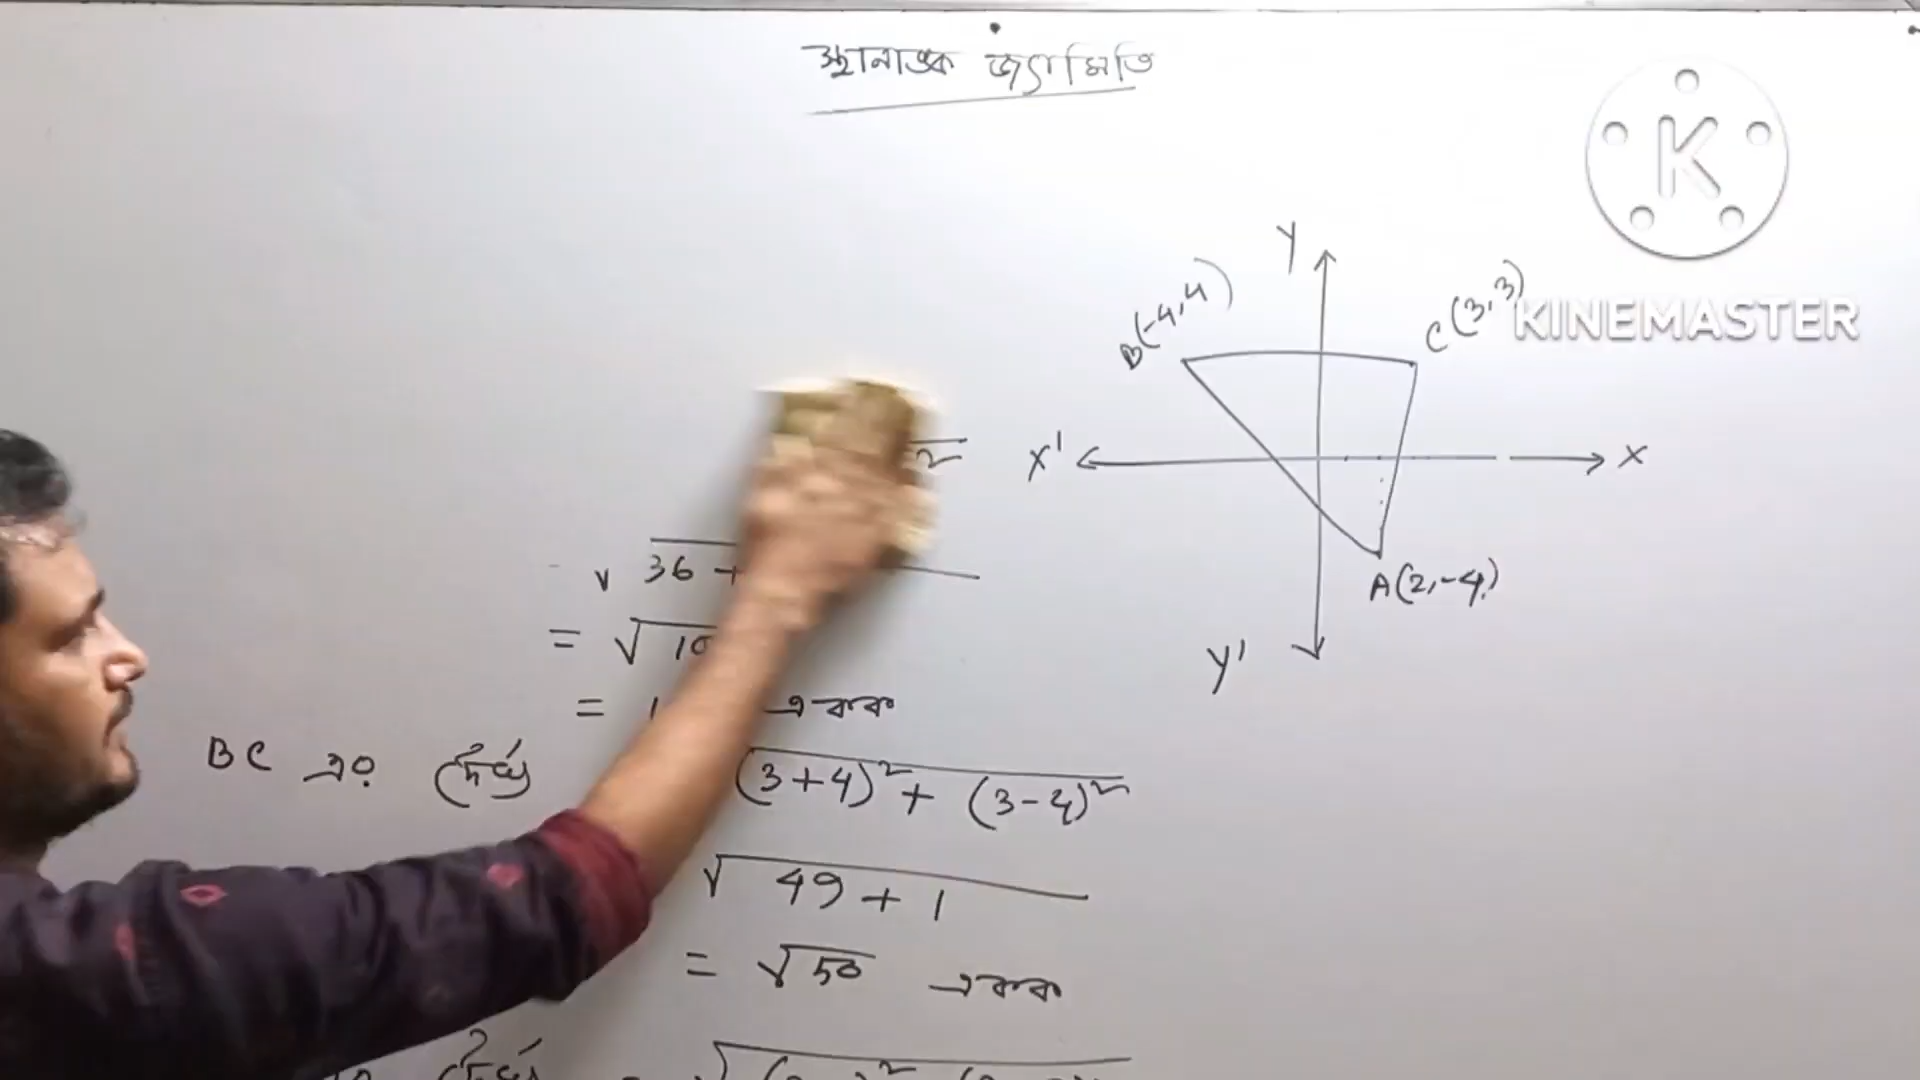 স্থানাঙ্ক জ্যামিতি
K
KINEMASTER
Y
B(-4,4)
C(3,3)
X' X
A(2,-4)
Y'
2
√36 +
= √10
= 1 একক
BC এর দৈর্ঘ্য (3+4)² + (3-4)²
√49 + 1
= √50 একক
দৈর্ঘ্য = √